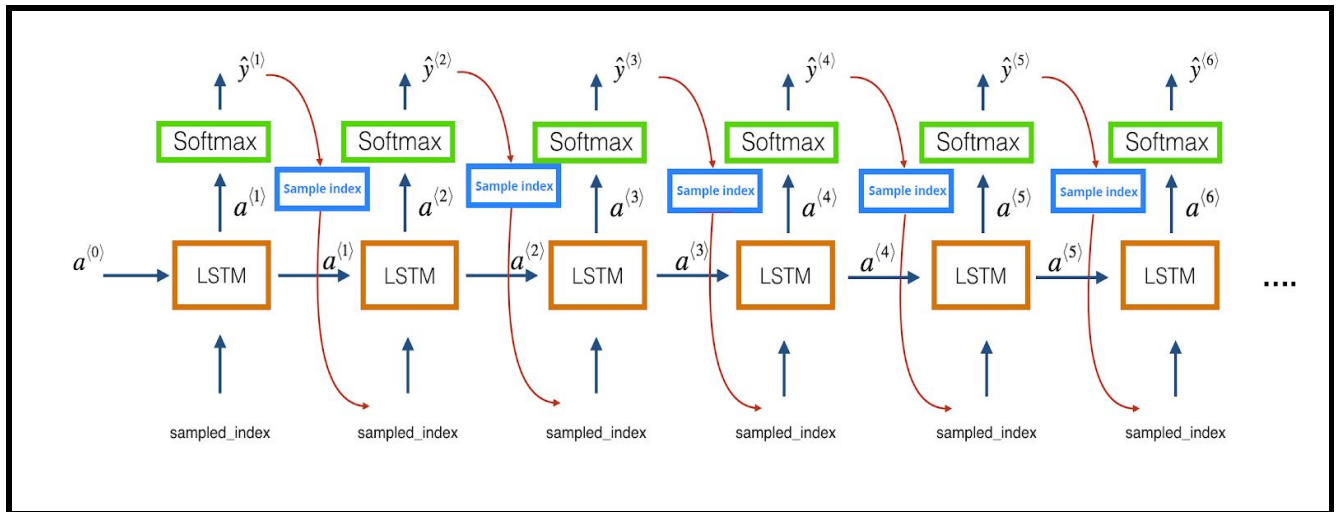 ŷ⟨1⟩ ŷ⟨2⟩ ŷ⟨3⟩ ŷ⟨4⟩ ŷ⟨5⟩ ŷ⟨6⟩
Softmax Softmax Softmax Softmax Softmax Softmax
Sample index Sample index Sample index Sample index Sample index
a⟨1⟩ a⟨2⟩ a⟨3⟩ a⟨4⟩ a⟨5⟩ a⟨6⟩
a⟨0⟩ LSTM a⟨1⟩ LSTM a⟨2⟩ LSTM a⟨3⟩ LSTM a⟨4⟩ LSTM a⟨5⟩ LSTM ....
sampled_index sampled_index sampled_index sampled_index sampled_index sampled_index